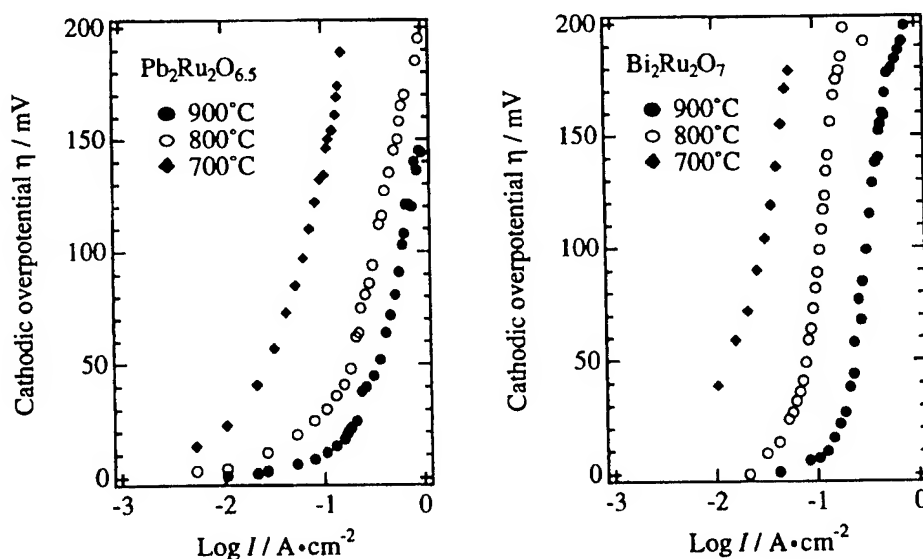 200
150
100
50
0
Cathodic overpotential η / mV
Pb₂Ru₂O₆.₅
900°C
800°C
700°C
-3
-2
-1
0
Log I / A•cm⁻²
200
150
100
50
0
Cathodic overpotential η / mV
Bi₂Ru₂O₇
900°C
800°C
700°C
-3
-2
-1
0
Log I / A•cm⁻²